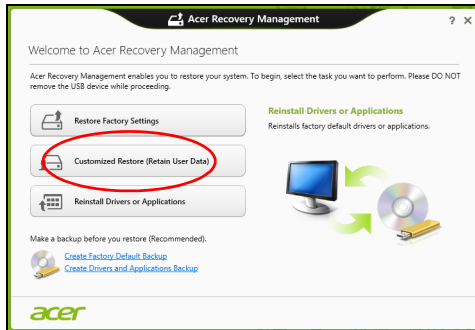 Acer Recovery Management
? X
Welcome to Acer Recovery Management
Acer Recovery Management enables you to restore your system. To begin, select the task you want to perform. Please DO NOT
remove the USB device while proceeding.
Restore Factory Settings
Customized Restore (Retain User Data)
Reinstall Drivers or Applications
Reinstall Drivers or Applications
Reinstalls factory default drivers or applications.
Make a backup before you restore (Recommended).
Create Factory Default Backup
Create Drivers and Applications Backup
acer